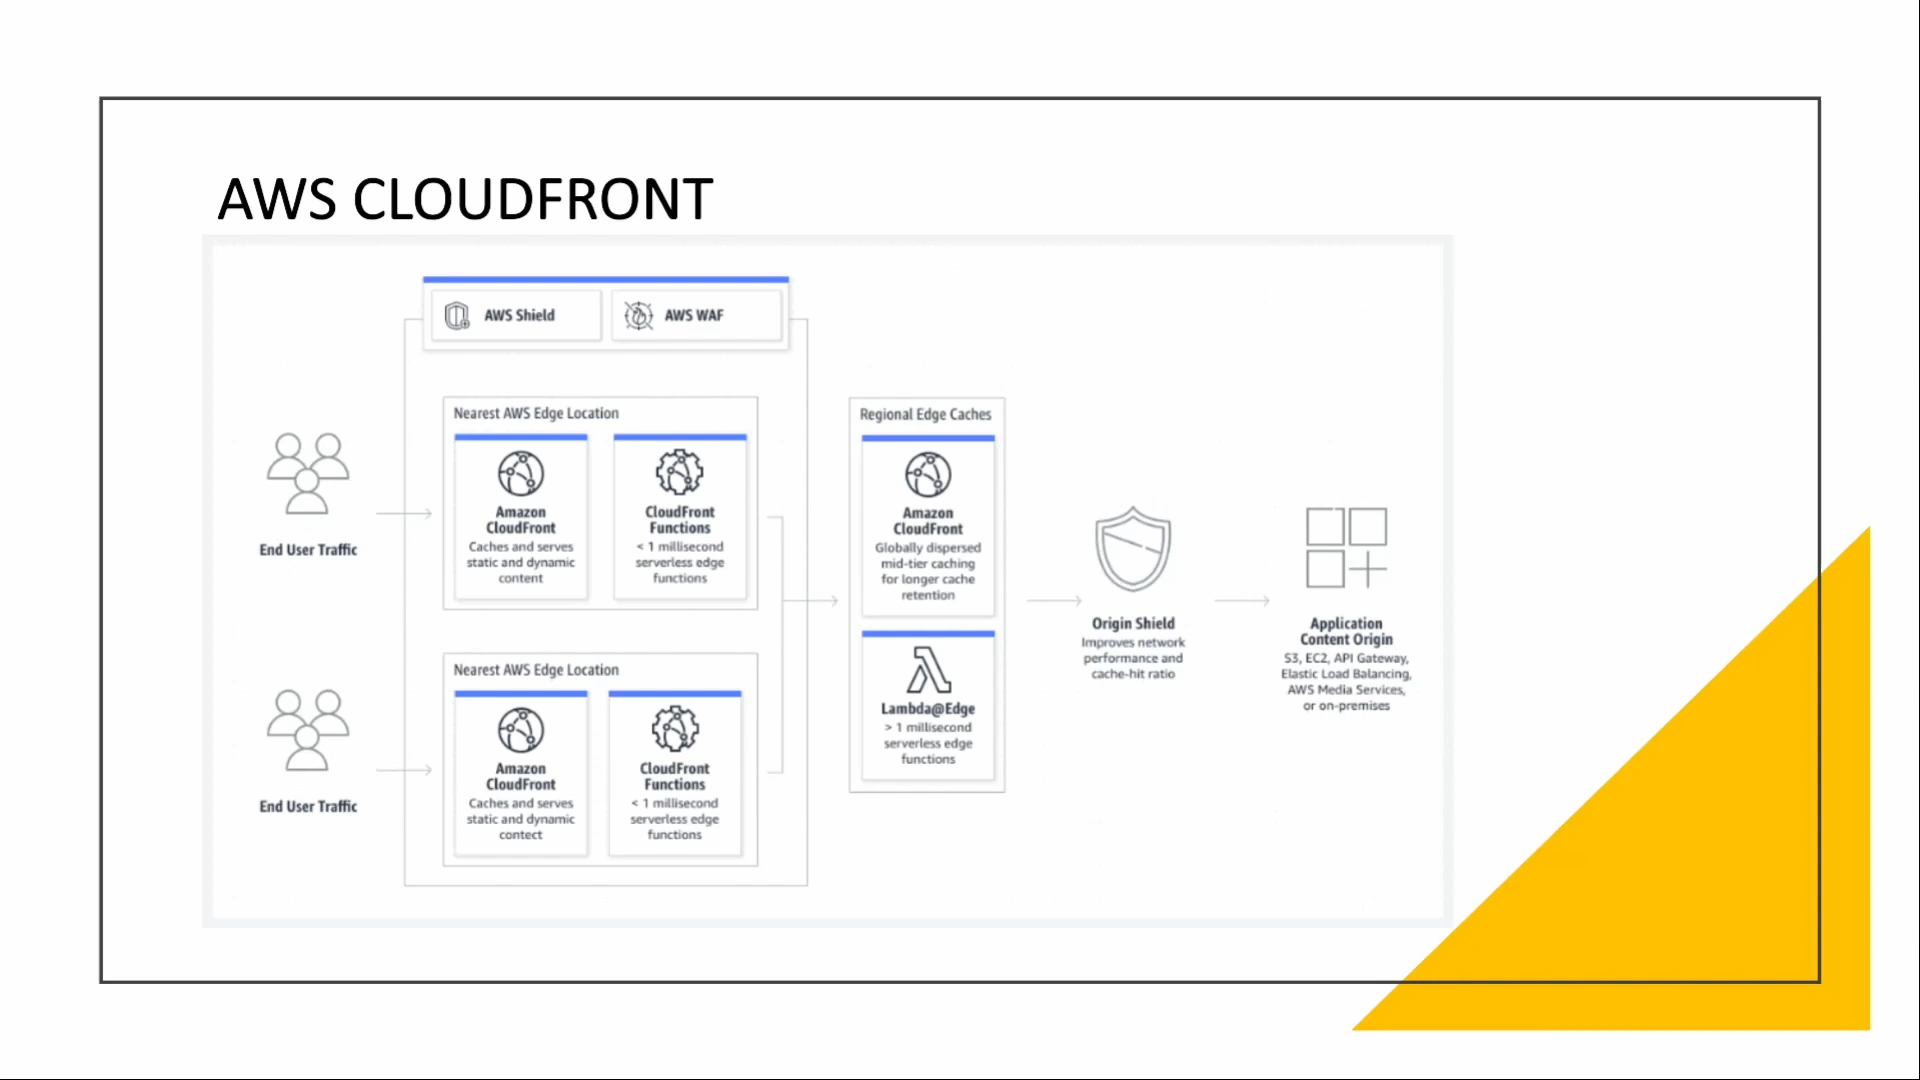 AWS CLOUDFRONT
AWS Shield
AWS WAF
Nearest AWS Edge Location
Amazon
CloudFront
Caches and serves
static and dynamic
content
CloudFront
Functions
< 1 millisecond
serverless edge
functions
End User Traffic
Nearest AWS Edge Location
Amazon
CloudFront
Caches and serves
static and dynamic
contect
CloudFront
Functions
< 1 millisecond
serverless edge
functions
End User Traffic
Regional Edge Caches
Amazon
CloudFront
Globally dispersed
mid-tier caching
for longer cache
retention
Lambda@Edge
> 1 millisecond
serverless edge
functions
Origin Shield
Improves network
performance and
cache-hit ratio
Application
Content Origin
S3, EC2, API Gateway,
Elastic Load Balancing,
AWS Media Services,
or on-premises